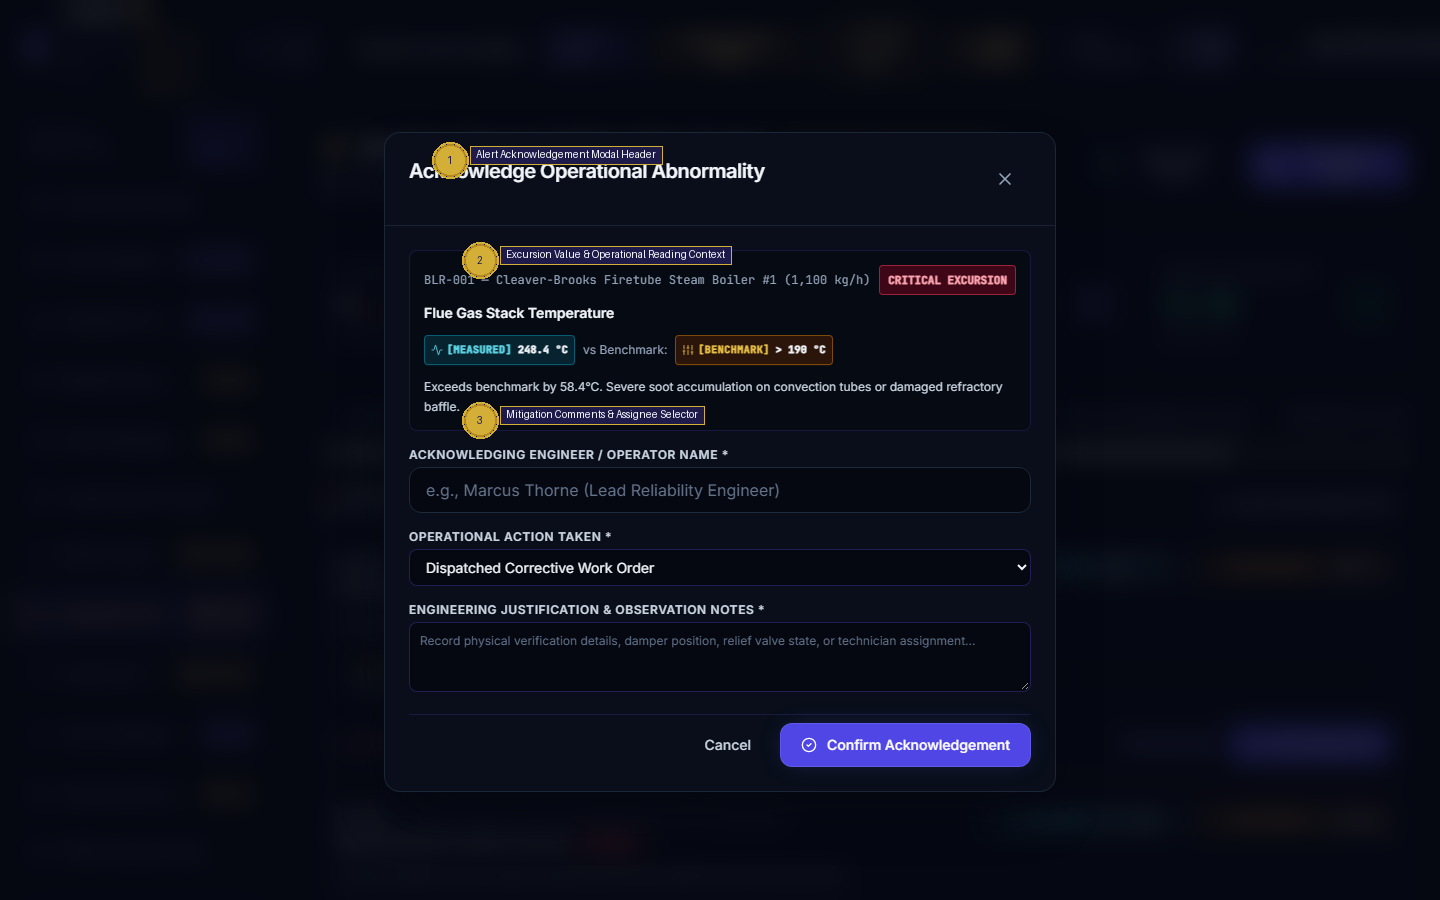 1 Alert Acknowledgement Modal Header
Acknowledge Operational Abnormality
2 Excursion Value & Operational Reading Context
BLR-001 — Cleaver-Brooks Firetube Steam Boiler #1 (1,100 kg/h) CRITICAL EXCURSION
Flue Gas Stack Temperature
[MEASURED] 248.4 °C vs Benchmark: [BENCHMARK] > 190 °C
Exceeds benchmark by 58.4°C. Severe soot accumulation on convection tubes or damaged refractory
baffle.
3 Mitigation Comments & Assignee Selector
ACKNOWLEDGING ENGINEER / OPERATOR NAME *
e.g., Marcus Thorne (Lead Reliability Engineer)
OPERATIONAL ACTION TAKEN *
Dispatched Corrective Work Order
ENGINEERING JUSTIFICATION & OBSERVATION NOTES *
Record physical verification details, damper position, relief valve state, or technician assignment...
Cancel Confirm Acknowledgement